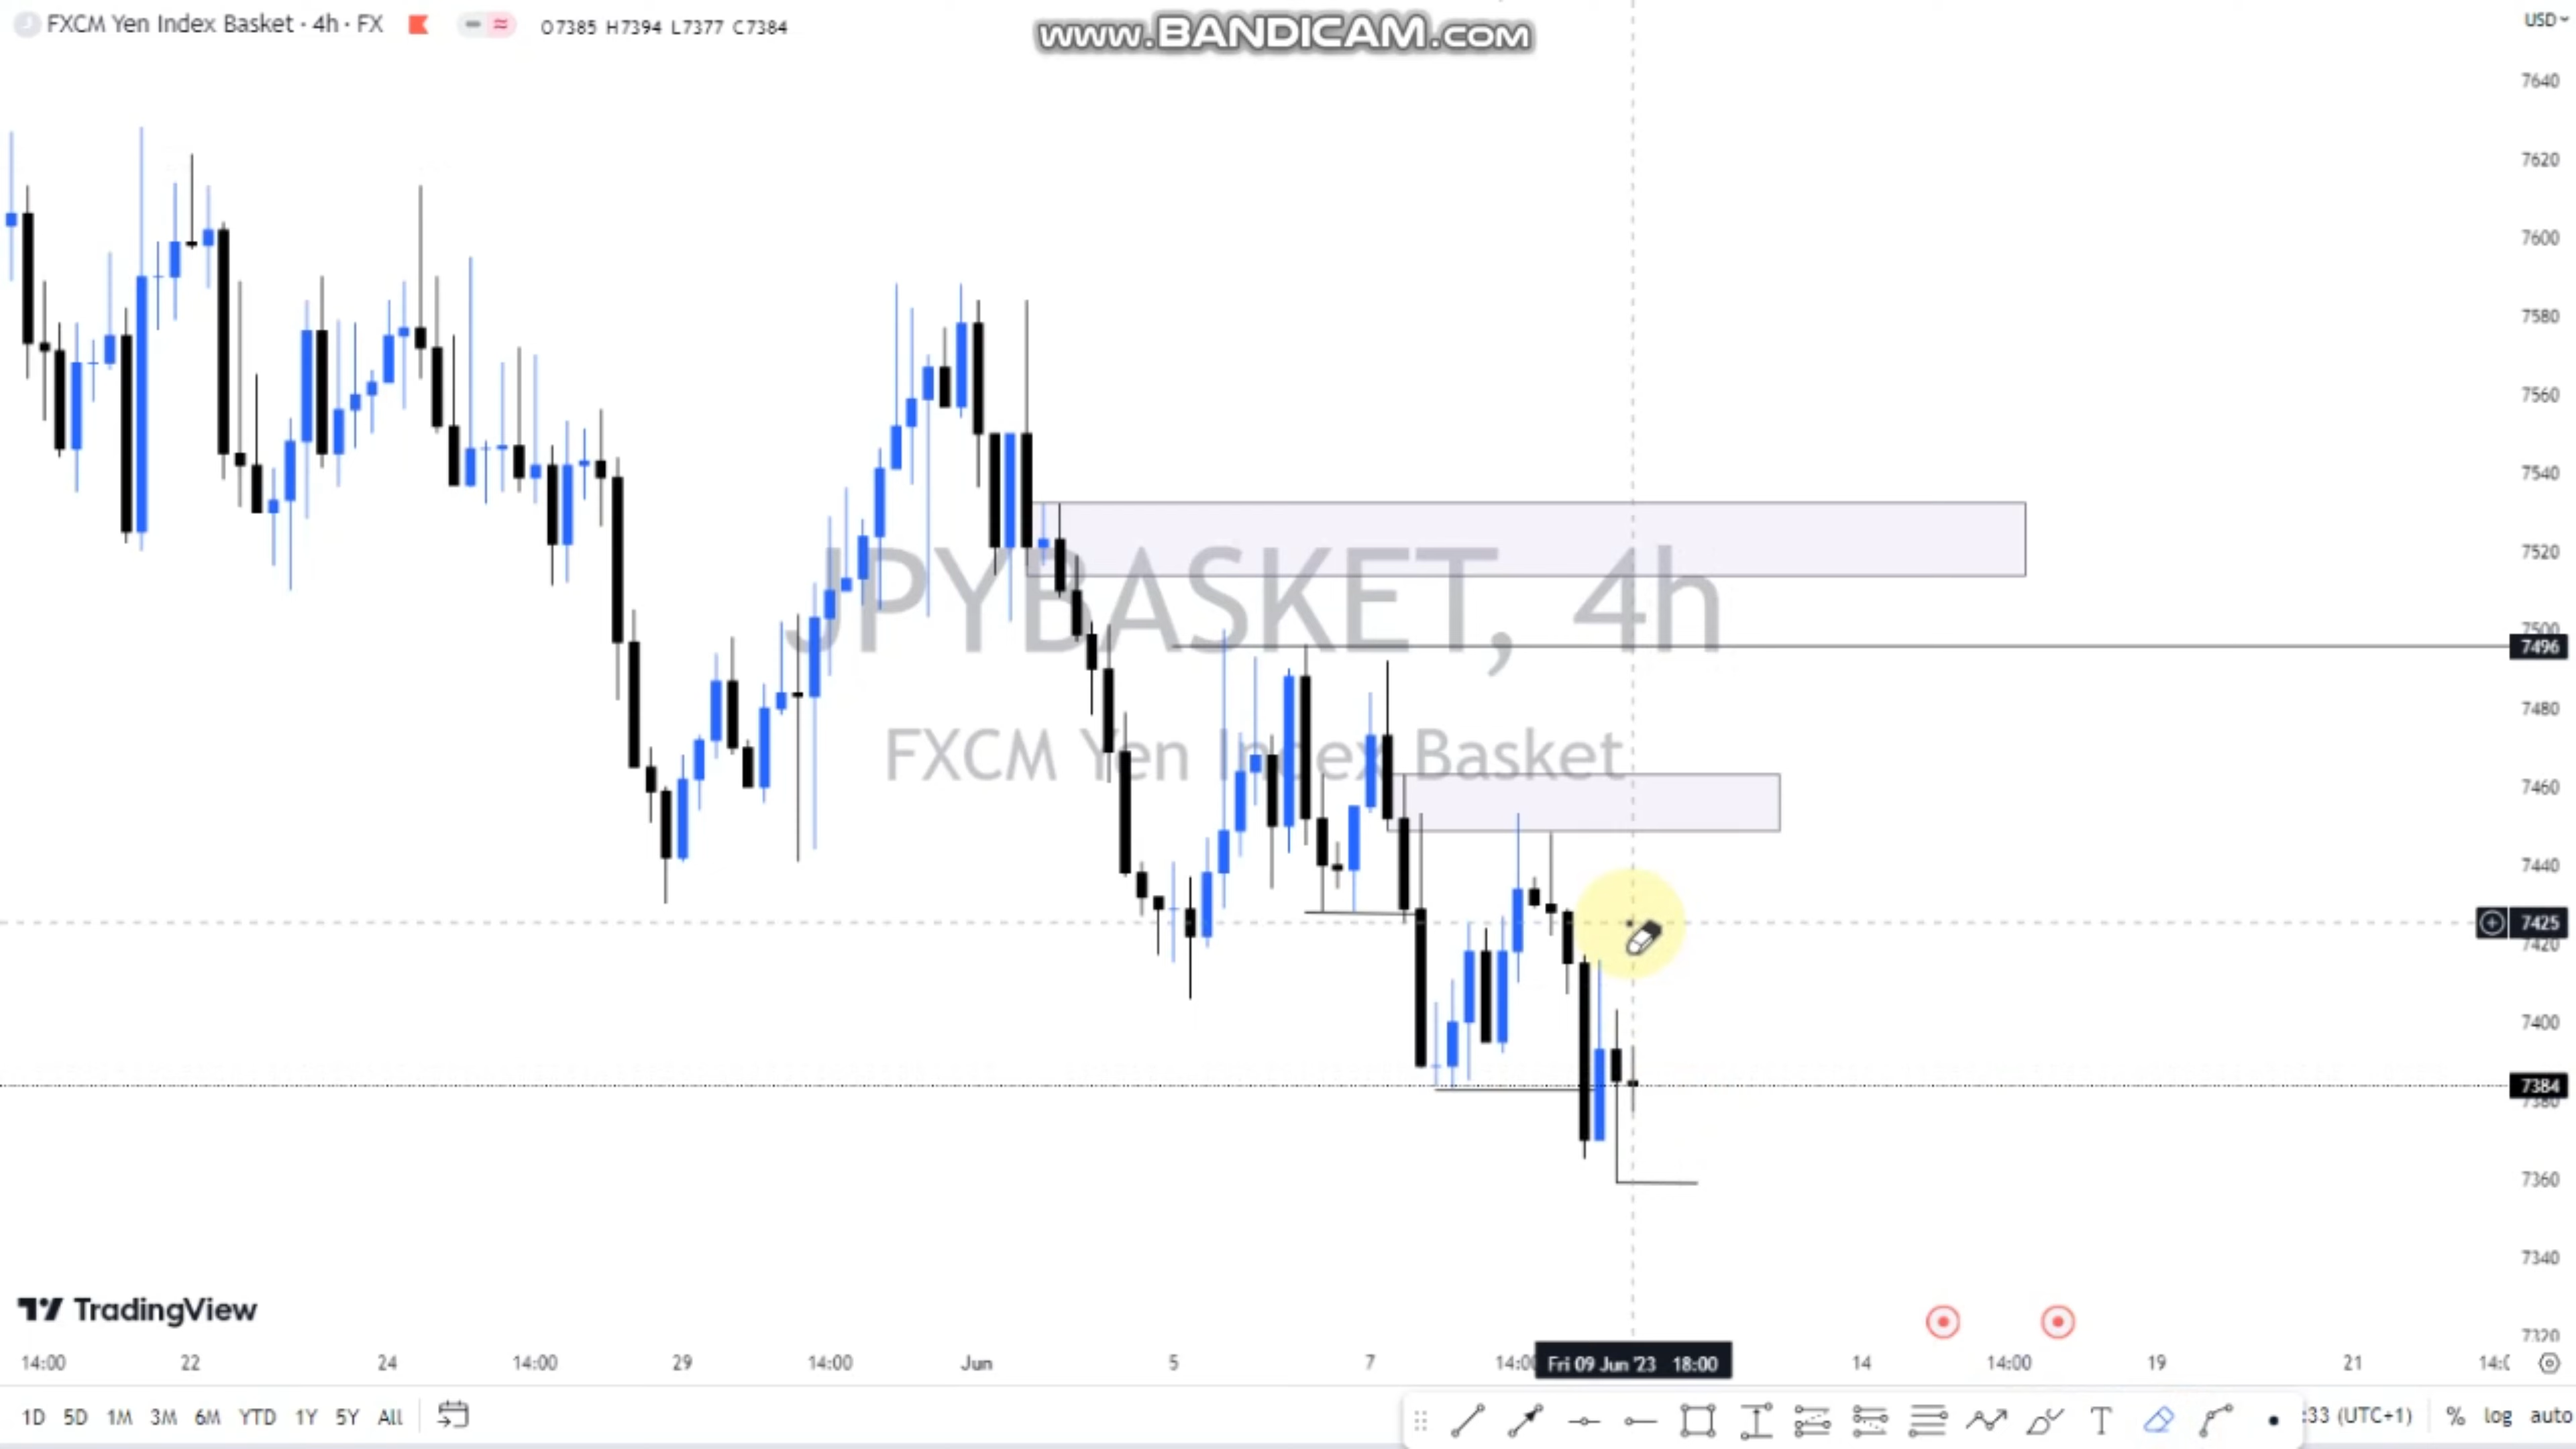 FXCM Yen Index Basket · 4h · FX
O7385 H7394 L7377 C7384
www.BANDICAM.com
USD
7640
7620
7600
7580
7560
7540
7520
7500
7496
7480
7460
7440
7425
7420
7400
7384
7380
7360
7340
7320
JPYBASKET, 4h
FXCM Yen Index Basket
TradingView
14:00 22 24 14:00 29 14:00 Jun 5 7 14:00 Fri 09 Jun '23 18:00 14 14:00 19 21
1D 5D 1M 3M 6M YTD 1Y 5Y All
T
:33 (UTC+1) % log auto